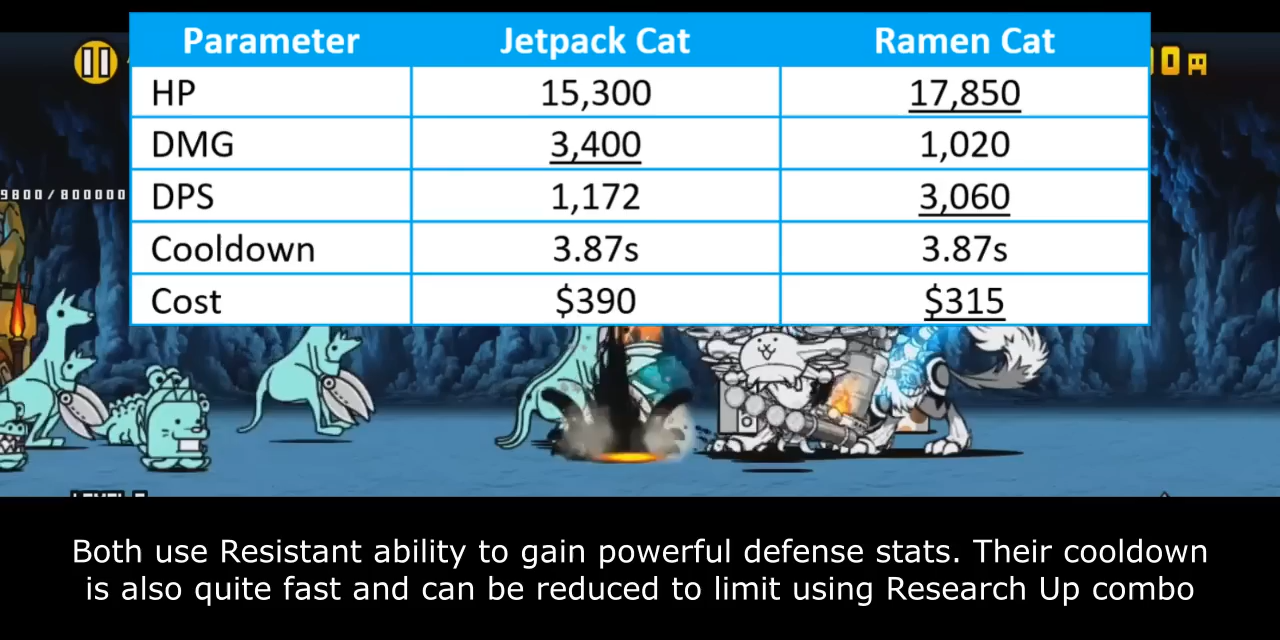 Parameter Jetpack Cat Ramen Cat
HP 15,300 17,850
DMG 3,400 1,020
9800/800000
DPS 1,172 3,060
Cooldown 3.87s 3.87s
Cost $390 $315
Both use Resistant ability to gain powerful defense stats. Their cooldown
is also quite fast and can be reduced to limit using Research Up combo